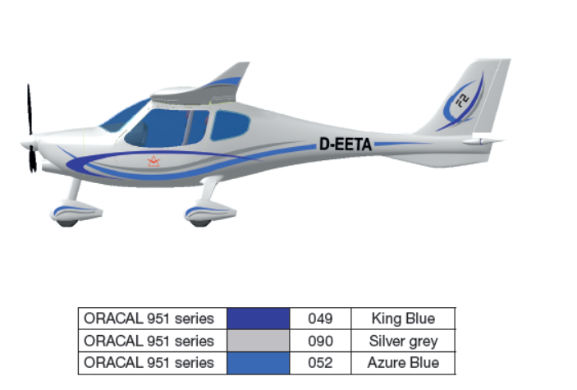 F2
D-EETA
ORACAL 951 series 049 King Blue
ORACAL 951 series 090 Silver grey
ORACAL 951 series 052 Azure Blue